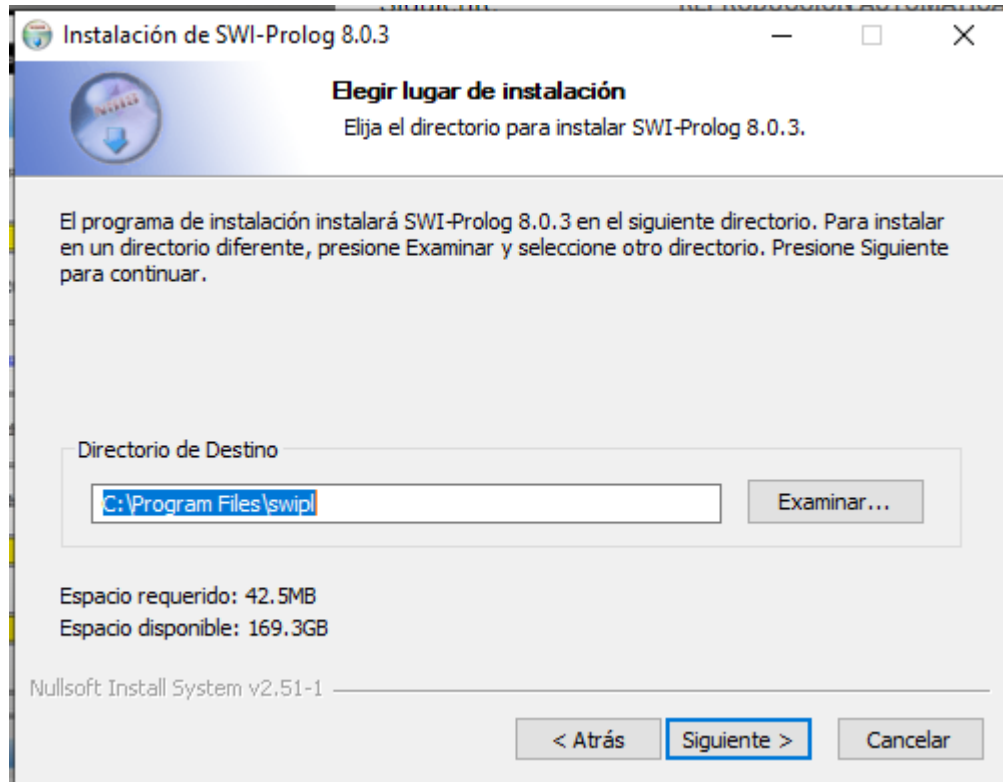 REPRODUCCIÓN AUTOMÁTICA
Instalación de SWI-Prolog 8.0.3
Elegir lugar de instalación
Elija el directorio para instalar SWI-Prolog 8.0.3.
El programa de instalación instalará SWI-Prolog 8.0.3 en el siguiente directorio. Para instalar
en un directorio diferente, presione Examinar y seleccione otro directorio. Presione Siguiente
para continuar.
Directorio de Destino
C:\Program Files\swipl
Examinar...
Espacio requerido: 42.5MB
Espacio disponible: 169.3GB
Nullsoft Install System v2.51-1
< Atrás
Siguiente >
Cancelar